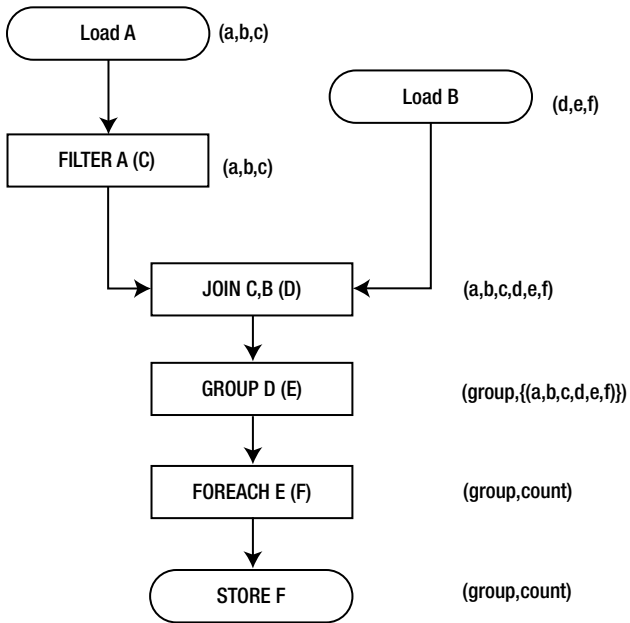 Load A
(a,b,c)
Load B
(d,e,f)
FILTER A (C)
(a,b,c)
JOIN C,B (D)
(a,b,c,d,e,f)
GROUP D (E)
(group,{(a,b,c,d,e,f)})
FOREACH E (F)
(group,count)
STORE F
(group,count)